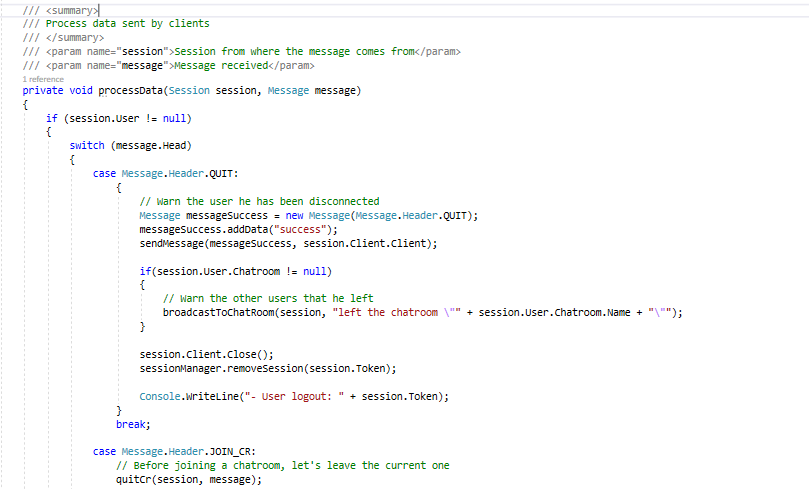 /// <summary>
/// Process data sent by clients
/// </summary>
/// <param name="session">Session from where the message comes from</param>
/// <param name="message">Message received</param>
1 reference
private void processData(Session session, Message message)
{
    if (session.User != null)
    {
        switch (message.Head)
        {
            case Message.Header.QUIT:
                {
                    // Warn the user he has been disconnected
                    Message messageSuccess = new Message(Message.Header.QUIT);
                    messageSuccess.addData("success");
                    sendMessage(messageSuccess, session.Client.Client);

                    if(session.User.Chatroom != null)
                    {
                        // Warn the other users that he left
                        broadcastToChatRoom(session, "left the chatroom \"" + session.User.Chatroom.Name + "\"");
                    }

                    session.Client.Close();
                    sessionManager.removeSession(session.Token);

                    Console.WriteLine("- User logout: " + session.Token);
                }
                break;

            case Message.Header.JOIN_CR:
                // Before joining a chatroom, let's leave the current one
                quitCr(session, message);